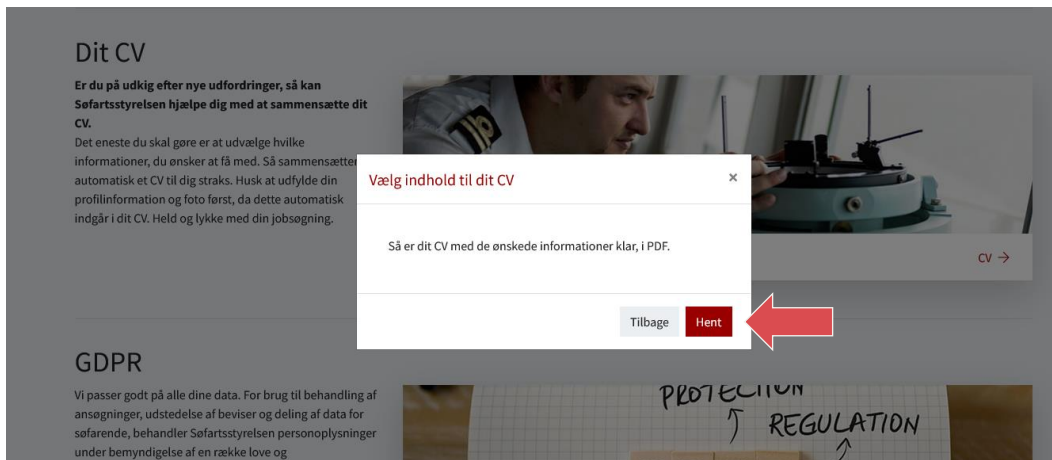 Dit CV
Er du på udkig efter nye udfordringer, så kan
Søfartsstyrelsen hjælpe dig med at sammensætte dit
CV.
Det eneste du skal gøre er at udvælge hvilke
informationer, du ønsker at få med. Så sammensætter
automatisk et CV til dig straks. Husk at udfylde din
profilinformation og foto først, da dette automatisk
indgår i dit CV. Held og lykke med din jobsøgning.
Vælg indhold til dit CV ×
Så er dit CV med de ønskede informationer klar, i PDF.
Tilbage Hent
CV →
GDPR
Vi passer godt på alle dine data. For brug til behandling af
ansøgninger, udstedelse af beviser og deling af data for
søfarende, behandler Søfartsstyrelsen personoplysninger
under bemyndigelse af en række love og
PROTECTION
REGULATION